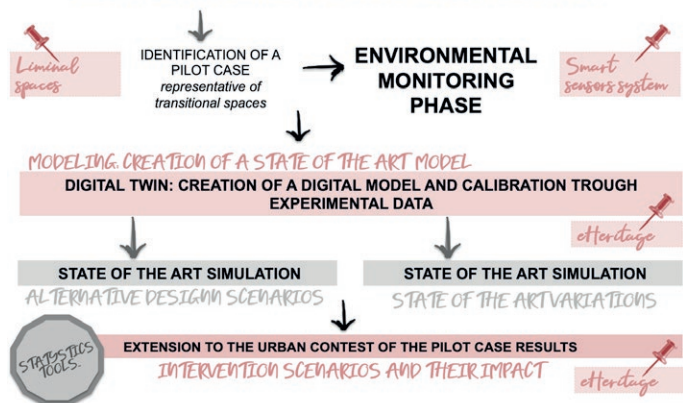 IDENTIFICATION OF A
PILOT CASE
representative of
transitional spaces
ENVIRONMENTAL
MONITORING
PHASE
Liminal
spaces
Smart
sensors system
MODELING. CREATION OF A STATE OF THE ART MODEL
DIGITAL TWIN: CREATION OF A DIGITAL MODEL AND CALIBRATION TROUGH
EXPERIMENTAL DATA
eHeritage
STATE OF THE ART SIMULATION
ALTERNATIVE DESIGNN SCENARIOS
STATE OF THE ART SIMULATION
STATE OF THE ARTVARIATIONS
STATYSTICS
TOOLS.
EXTENSION TO THE URBAN CONTEST OF THE PILOT CASE RESULTS
INTERVENTION SCENARIOS AND THEIR IMPACT
eHeritage